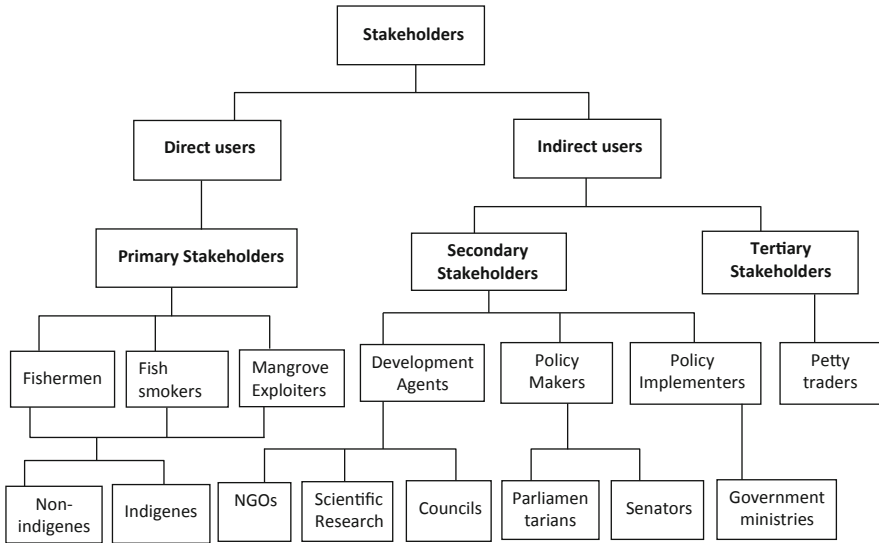 Stakeholders
Direct users
Indirect users
Primary Stakeholders
Secondary
Stakeholders
Tertiary
Stakeholders
Fishermen
Fish
smokers
Mangrove
Exploiters
Development
Agents
Policy
Makers
Policy
Implementers
Petty
traders
Non-
indigenes
Indigenes
NGOs
Scientific
Research
Councils
Parliamen
tarians
Senators
Government
ministries